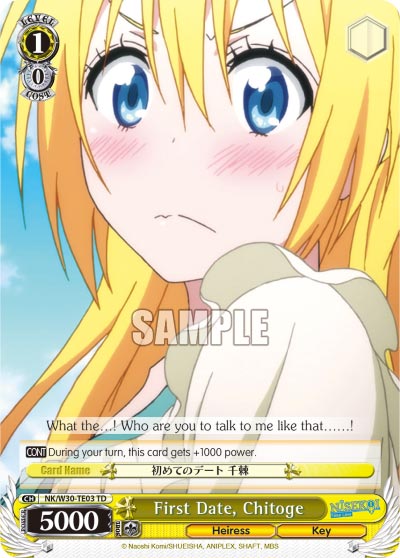 LEVEL
1
0
COST
SAMPLE
What the...! Who are you to talk to me like that......!
CONT During your turn, this card gets +1000 power.
Card Name 初めてのデート 千棘
CH NK/W30-TE03 TD
POWER 5000 SIDE First Date, Chitoge NISEKOI
Heiress Key
© Naoshi Komi/SHUEISHA, ANIPLEX, SHAFT, MBS